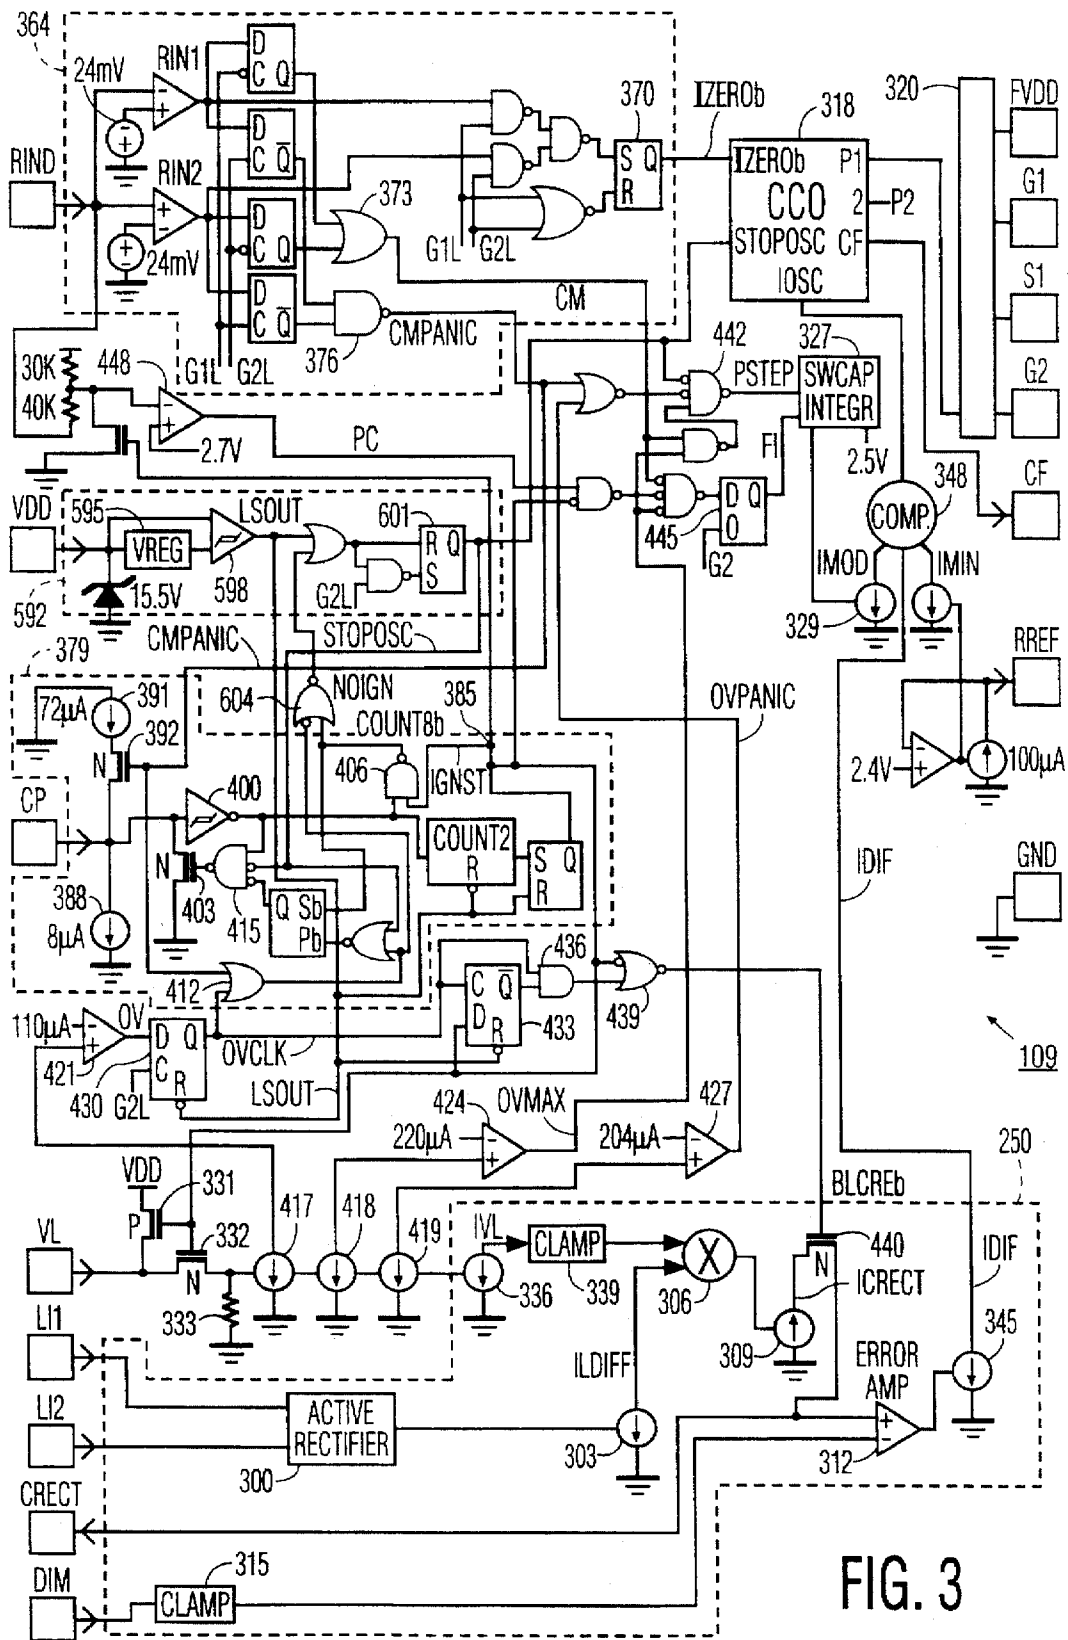 364
RIN1
24mV
D
C Q
D
C Q
RIND
RIN2
24mV
D
C Q
D
C Q
G1L G2L
373
376
CMPANIC
CM
G1L G2L
370
S Q
R
IZEROb
318
IZEROb P1
CCO 2 P2
STOPOSC CF
IOSC
320
FVDD
G1
S1
G2
CF
30K
40K
448
2.7V
PC
442
PSTEP
327
SWCAP
INTEGR
2.5V
FI
D Q
O
445
G2
348
COMP.
IMOD
IMIN
329
VDD
595
VREG
LSOUT
598
15.5V
592
601
R Q
S
G2L
STOPOSC
CMPANIC
379
391
72μA
392
N
604
NOIGN
COUNT8b
385
406
IGNST
OVPANIC
RREF
2.4V
100μA
CP
400
COUNT2
R
S Q
R
N
403
415
Q Sb
Pb
388
8μA
IDIF
GND
412
436
C Q
D
R
433
439
110μA
OV
421
D Q
C
R
430
G2L
OVCLK
LSOUT
109
424
220μA
OVMAX
427
204μA
250
BLCREb
VDD
331
P
VL
332
N
333
417
418
419
IVL
336
CLAMP
339
X
306
440
N
ICRECT
309
IDIF
345
LI1
LI2
ACTIVE
RECTIFIER
300
ILDIFF
303
ERROR
AMP
312
CRECT
DIM
315
CLAMP
FIG. 3